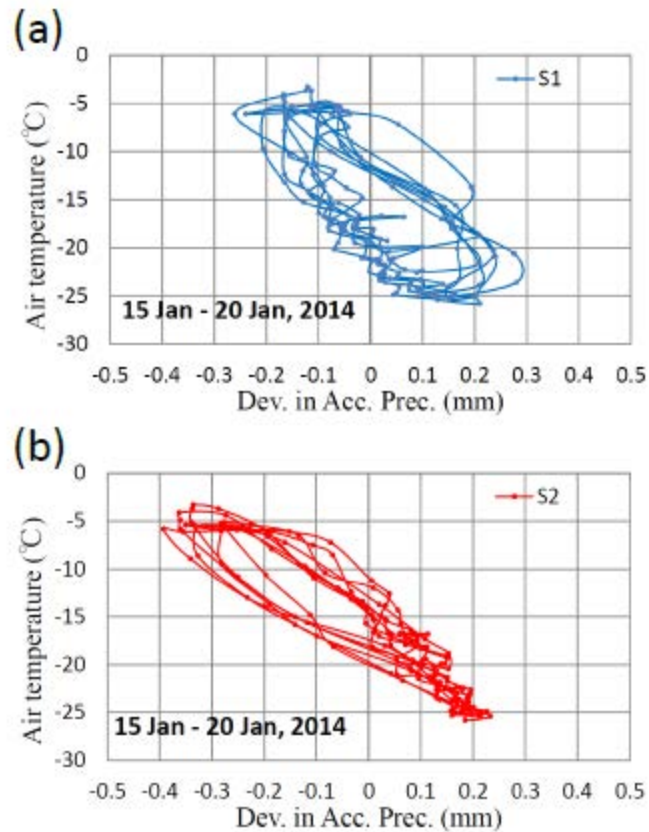 (a)
0
-5
-10
-15
-20
-25
-30
Air temperature (℃)
S1
15 Jan - 20 Jan, 2014
-0.5 -0.4 -0.3 -0.2 -0.1 0 0.1 0.2 0.3 0.4 0.5
Dev. in Acc. Prec. (mm)
(b)
0
-5
-10
-15
-20
-25
-30
Air temperature (℃)
S2
15 Jan - 20 Jan, 2014
-0.5 -0.4 -0.3 -0.2 -0.1 0 0.1 0.2 0.3 0.4 0.5
Dev. in Acc. Prec. (mm)